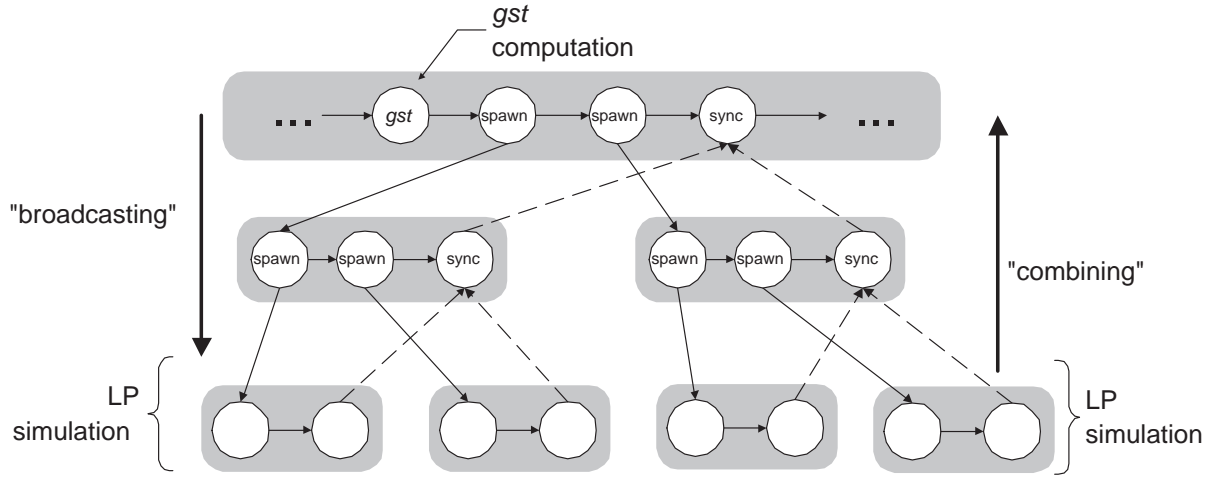 gst
computation
... gst spawn spawn sync ...
"broadcasting"
spawn spawn sync spawn spawn sync
"combining"
LP
simulation
LP
simulation